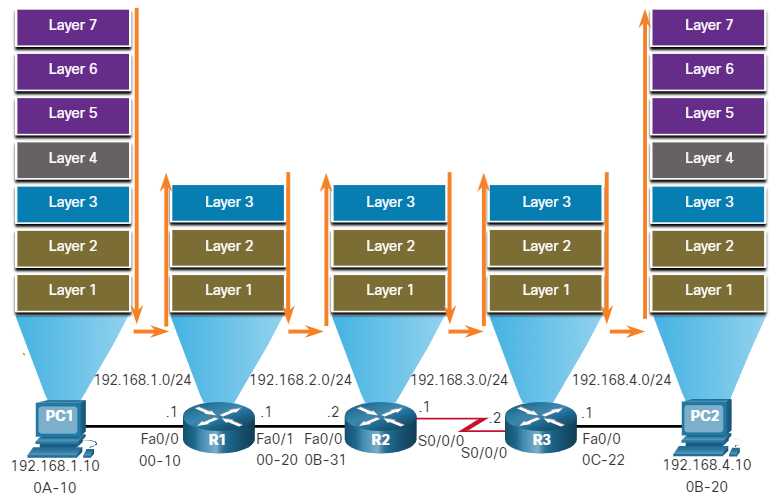 Layer 7
Layer 6
Layer 5
Layer 4
Layer 3
Layer 2
Layer 1
Layer 3
Layer 2
Layer 1
Layer 3
Layer 2
Layer 1
Layer 3
Layer 2
Layer 1
Layer 7
Layer 6
Layer 5
Layer 4
Layer 3
Layer 2
Layer 1
192.168.1.0/24
192.168.2.0/24
192.168.3.0/24
192.168.4.0/24
PC1
.1
R1
.1
.2
R2
.1
.2
R3
.1
PC2
Fa0/0
00-10
Fa0/1
00-20
Fa0/0
0B-31
S0/0/0
S0/0/0
Fa0/0
0C-22
192.168.1.10
0A-10
192.168.4.10
0B-20